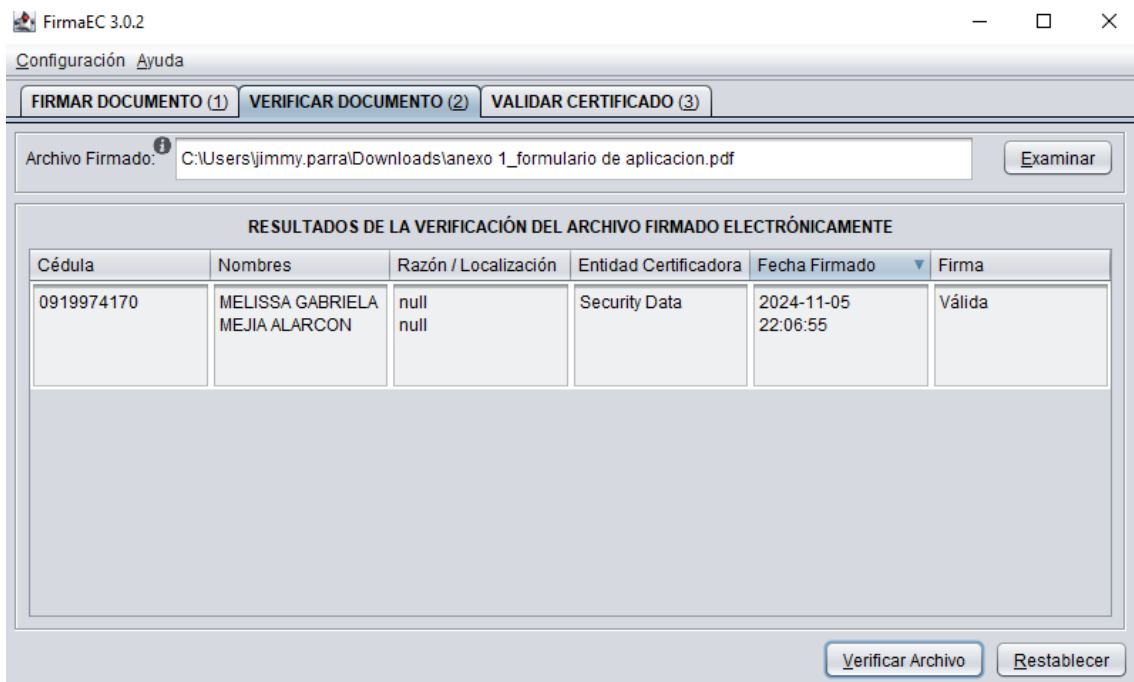 FirmaEC 3.0.2
Configuración Ayuda
FIRMAR DOCUMENTO (1) VERIFICAR DOCUMENTO (2) VALIDAR CERTIFICADO (3)
Archivo Firmado: C:\Users\jimmy.parra\Downloads\anexo 1_formulario de aplicacion.pdf Examinar
RESULTADOS DE LA VERIFICACIÓN DEL ARCHIVO FIRMADO ELECTRÓNICAMENTE
Cédula Nombres Razón / Localización Entidad Certificadora Fecha Firmado Firma
0919974170 MELISSA GABRIELA null Security Data 2024-11-05 Válida
MEJIA ALARCON null 22:06:55
Verificar Archivo Restablecer